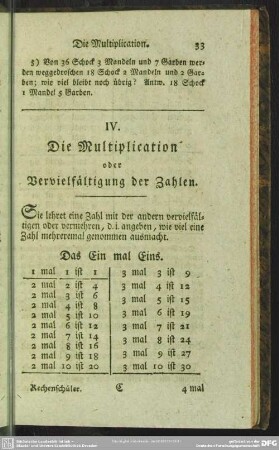 Die Multiplication. 33
5) Von 36 Schock 3 Mandeln und 7 Garben wer-
den weggedroschen 18 Schock 2 Mandeln und 2 Gar-
ben; wie viel bleibt noch übrig? Antw. 18 Schock
1 Mandel 5 Garben.
IV.
Die Multiplication
oder
Vervielfältigung der Zahlen.
Sie lehret eine Zahl mit der andern vervielfäl-
tigen oder vermehren, d. i. angeben, wie viel eine
Zahl mehreremal genommen ausmacht.
Das Ein mal Eins.
1 mal 1 ist 1
2 mal 2 ist 4
2 mal 3 ist 6
2 mal 4 ist 8
2 mal 5 ist 10
2 mal 6 ist 12
2 mal 7 ist 14
2 mal 8 ist 16
2 mal 9 ist 18
2 mal 10 ist 20
3 mal 3 ist 9
3 mal 4 ist 12
3 mal 5 ist 15
3 mal 6 ist 18
3 mal 7 ist 21
3 mal 8 ist 24
3 mal 9 ist 27
3 mal 10 ist 30
Rechenschüler. C 4 mal